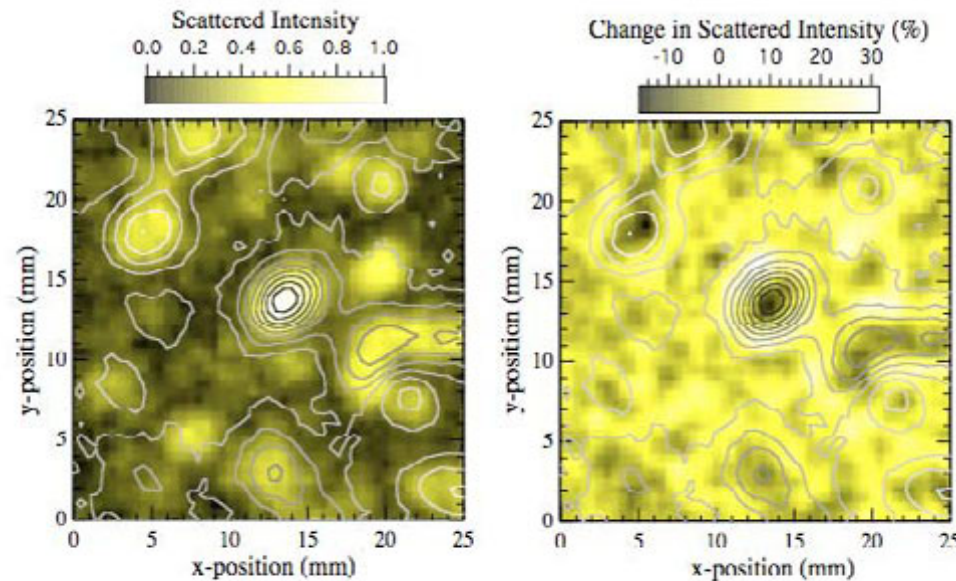 Scattered Intensity
0.0 0.2 0.4 0.6 0.8 1.0
25
20
15
10
5
0
y-position (mm)
0 5 10 15 20 25
x-position (mm)
Change in Scattered Intensity (%)
-10 0 10 20 30
25
20
15
10
5
0
y-position (mm)
0 5 10 15 20 25
x-position (mm)